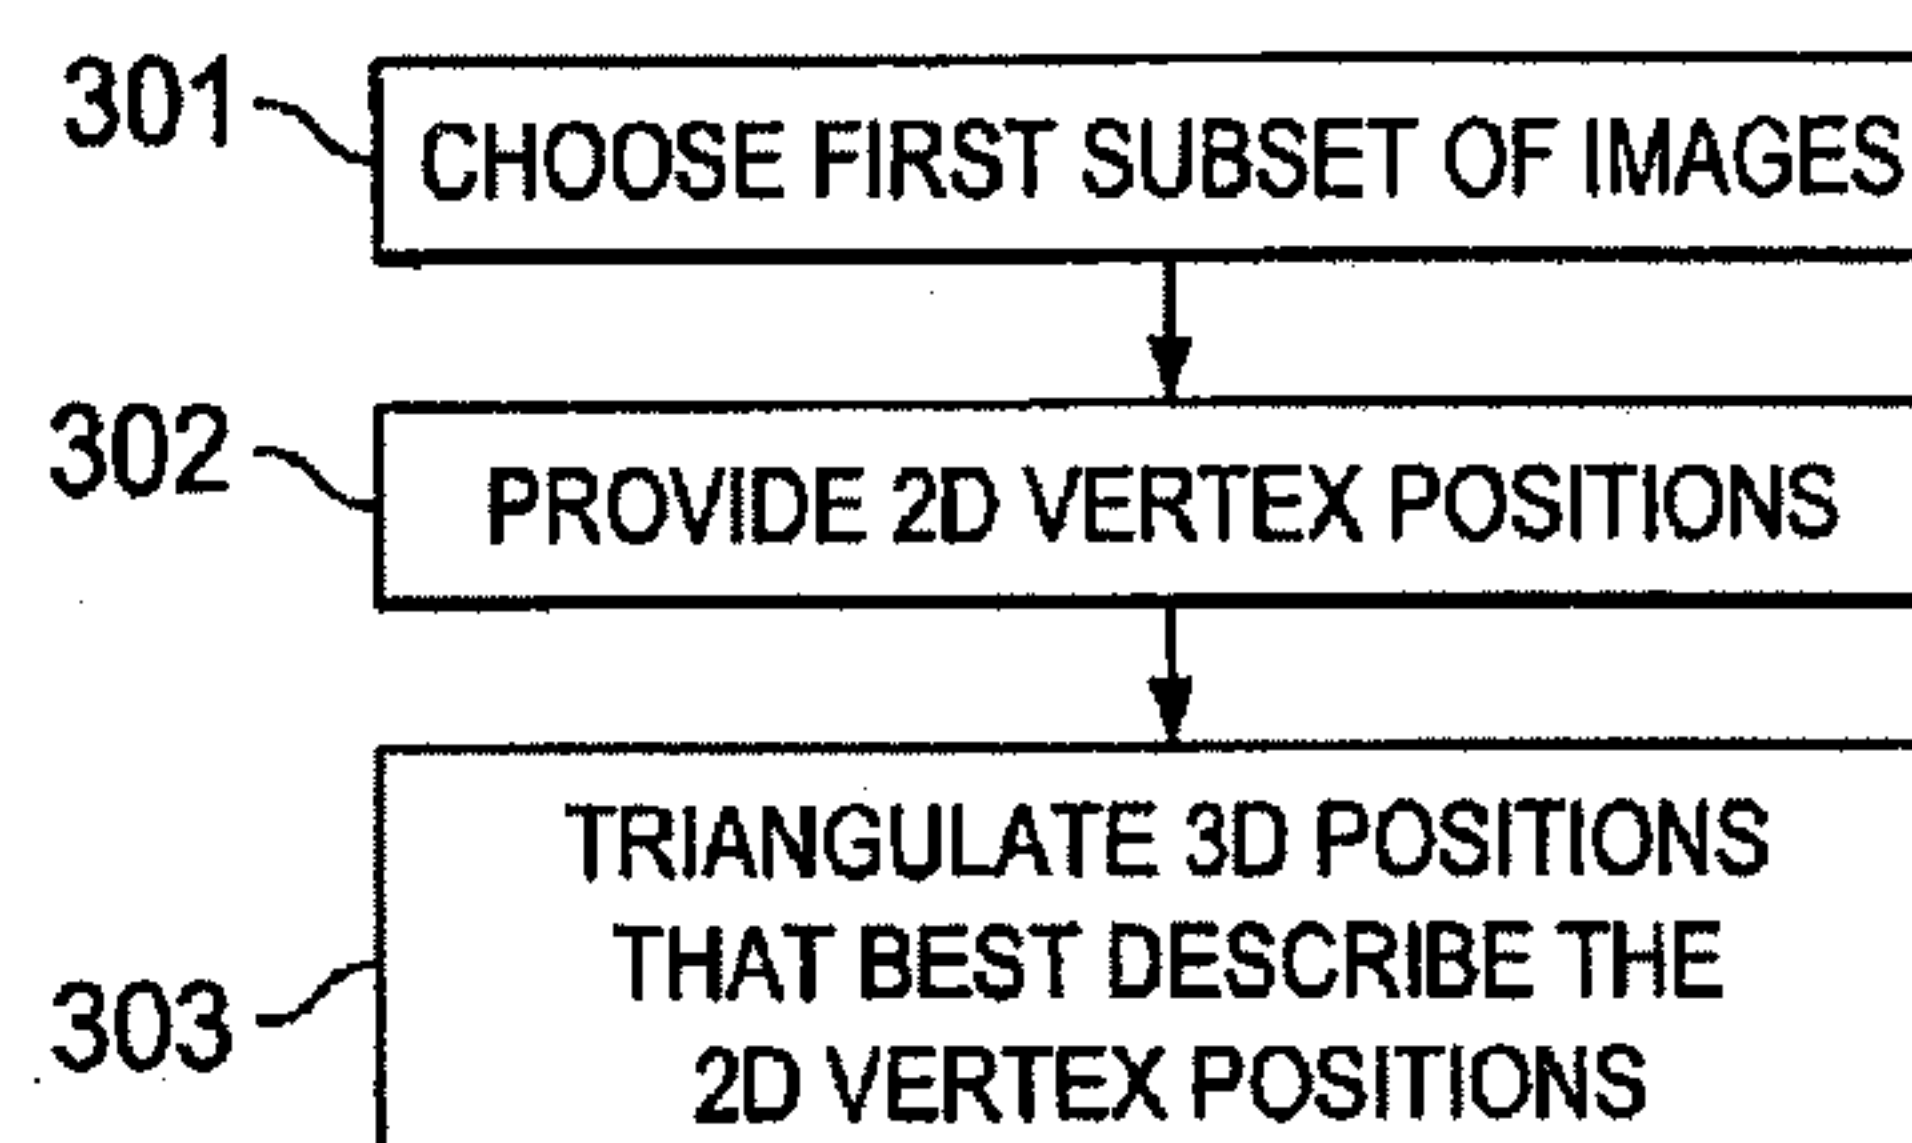 301
CHOOSE FIRST SUBSET OF IMAGES
302
PROVIDE 2D VERTEX POSITIONS
303
TRIANGULATE 3D POSITIONS
THAT BEST DESCRIBE THE
2D VERTEX POSITIONS